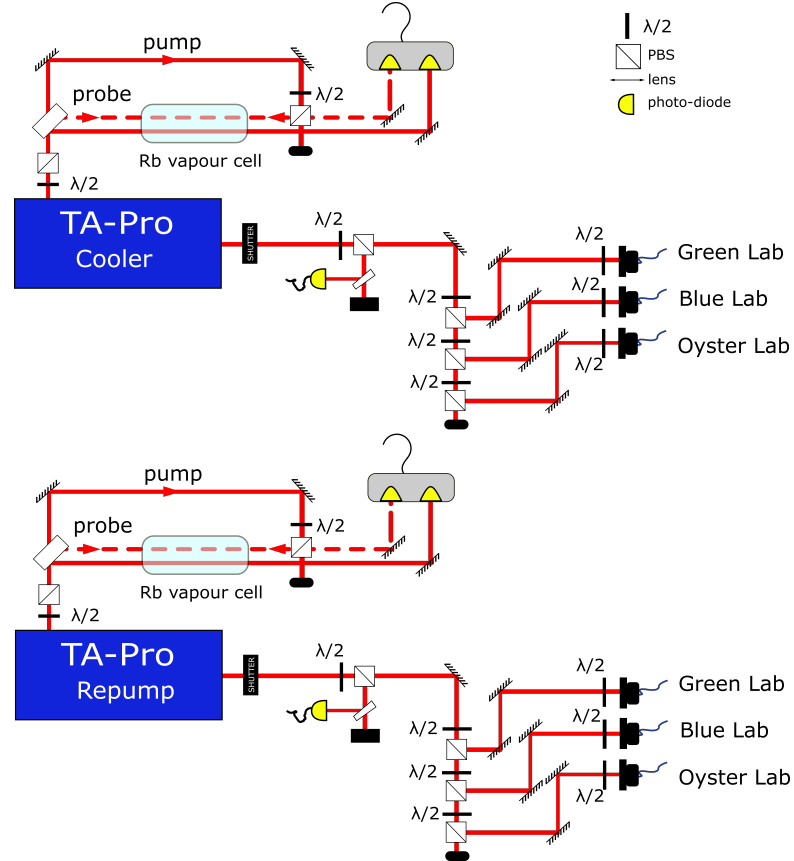 λ/2
PBS
lens
photo-diode
pump
λ/2
probe
Rb vapour cell
λ/2
TA-Pro
Cooler
SHUTTER
λ/2
λ/2
λ/2
λ/2
λ/2
Green Lab
λ/2
Blue Lab
λ/2
Oyster Lab
pump
λ/2
probe
Rb vapour cell
λ/2
TA-Pro
Repump
SHUTTER
λ/2
λ/2
λ/2
λ/2
λ/2
Green Lab
λ/2
Blue Lab
λ/2
Oyster Lab